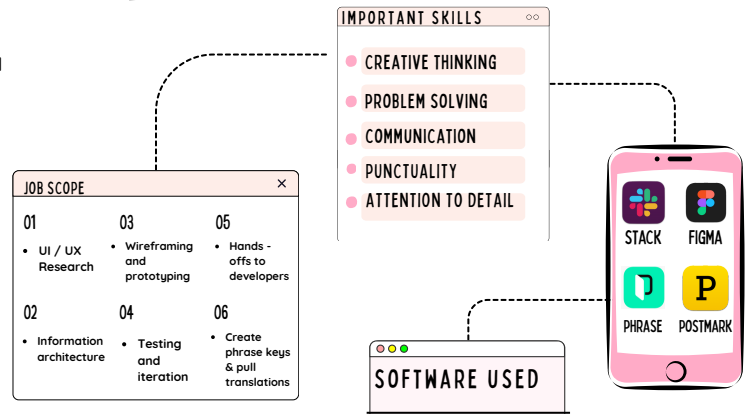 IMPORTANT SKILLS
CREATIVE THINKING
PROBLEM SOLVING
COMMUNICATION
PUNCTUALITY
ATTENTION TO DETAIL
JOB SCOPE
01
UI / UX
Research
02
Information
architecture
03
Wireframing
and
prototyping
04
Testing
and
iteration
05
Hands -
offs to
developers
06
Create
phrase keys
& pull
translations
STACK
FIGMA
PHRASE
P
POSTMARK
SOFTWARE USED